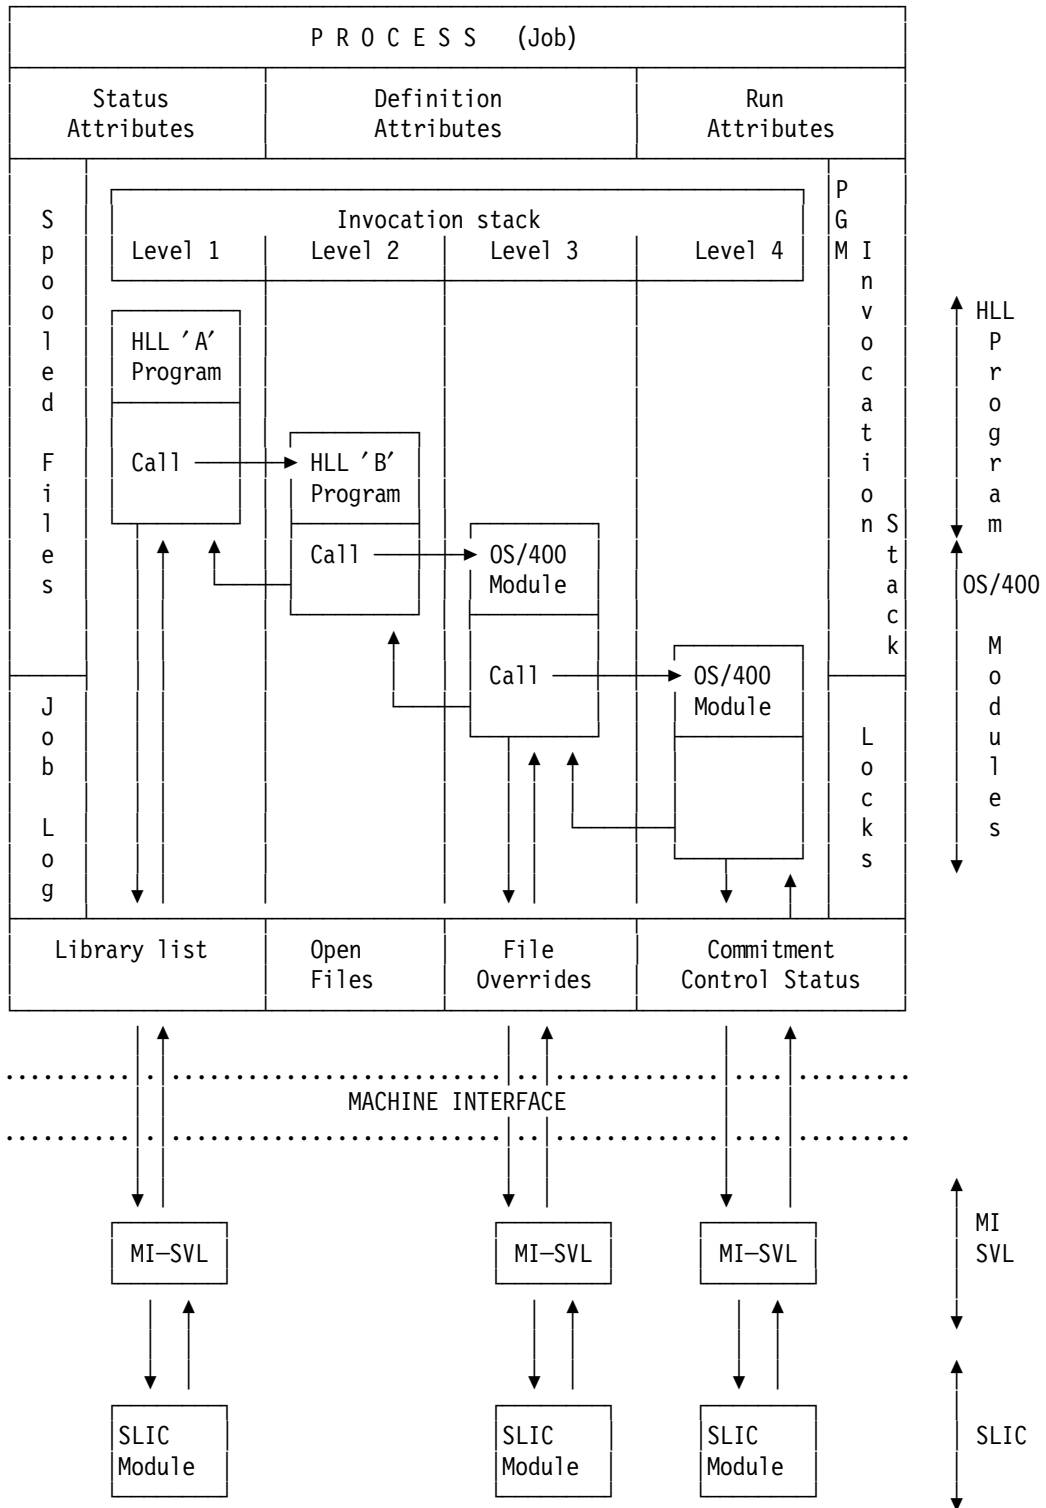 P R O C E S S (Job)
Status Attributes
Definition Attributes
Run Attributes
Spooled Files
Job Log
Invocation stack
Level 1
Level 2
Level 3
Level 4
PGM Invocation Stack
Locks
HLL ′A′
Program
Call
HLL ′B′
Program
Call
OS/400
Module
Call
OS/400
Module
HLL Program
OS/400 Modules
Library list
Open
Files
File
Overrides
Commitment
Control Status
MACHINE INTERFACE
MI—SVL
MI—SVL
MI—SVL
MI
SVL
SLIC
Module
SLIC
Module
SLIC
Module
SLIC